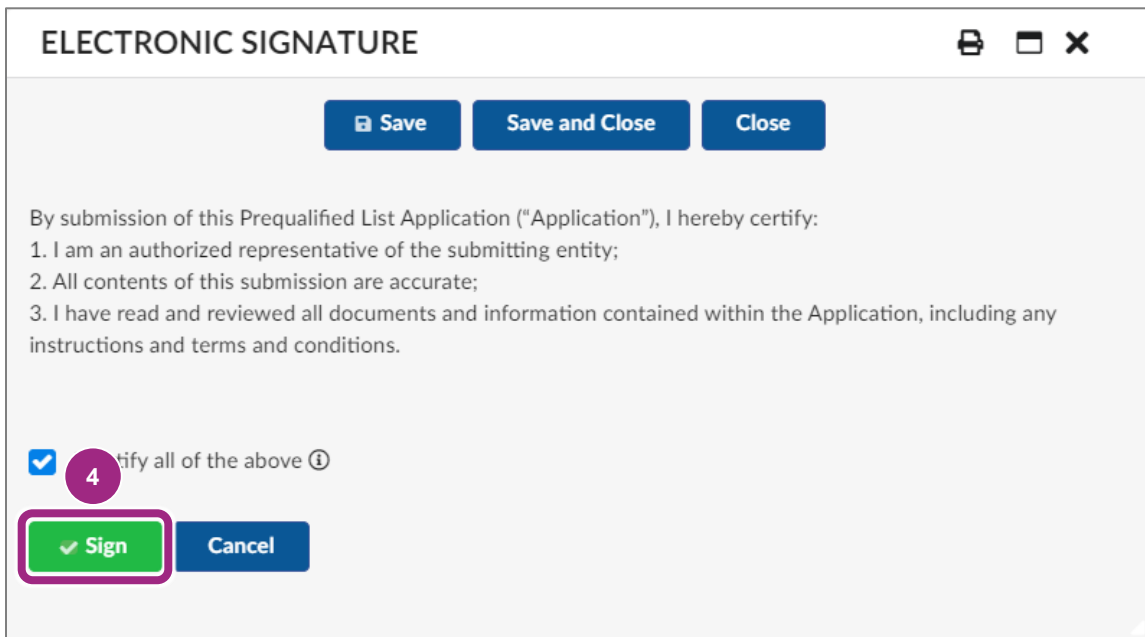 ELECTRONIC SIGNATURE
Save Save and Close Close
By submission of this Prequalified List Application (“Application”), I hereby certify:
1. I am an authorized representative of the submitting entity;
2. All contents of this submission are accurate;
3. I have read and reviewed all documents and information contained within the Application, including any
instructions and terms and conditions.
4 tify all of the above
Sign Cancel